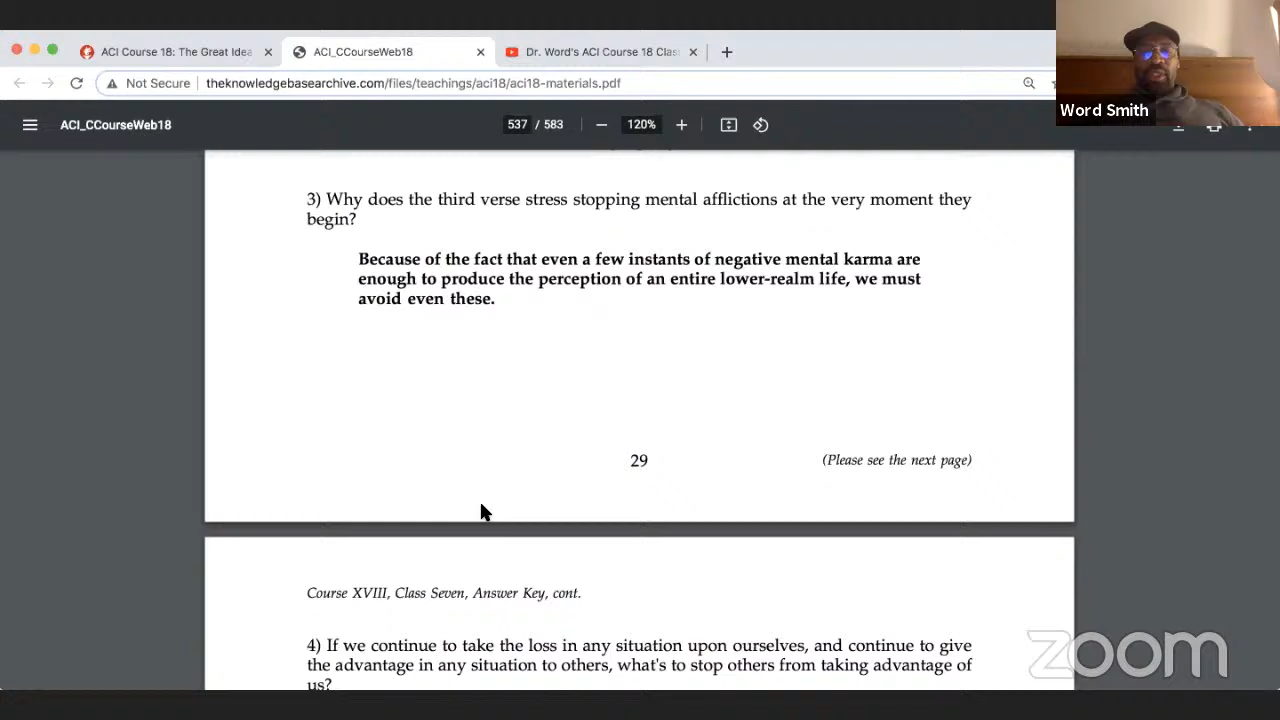 ACI Course 18: The Great Idea
ACI_CCourseWeb18
Dr. Word's ACI Course 18 Clas
Not Secure
theknowledgebasearchive.com/files/teachings/aci18/aci18-materials.pdf
Word Smith
ACI_CCourseWeb18
537 / 583
120%
3) Why does the third verse stress stopping mental afflictions at the very moment they
begin?
Because of the fact that even a few instants of negative mental karma are
enough to produce the perception of an entire lower-realm life, we must
avoid even these.
29
(Please see the next page)
Course XVIII, Class Seven, Answer Key, cont.
4) If we continue to take the loss in any situation upon ourselves, and continue to give
the advantage in any situation to others, what's to stop others from taking advantage of
us?
zoom